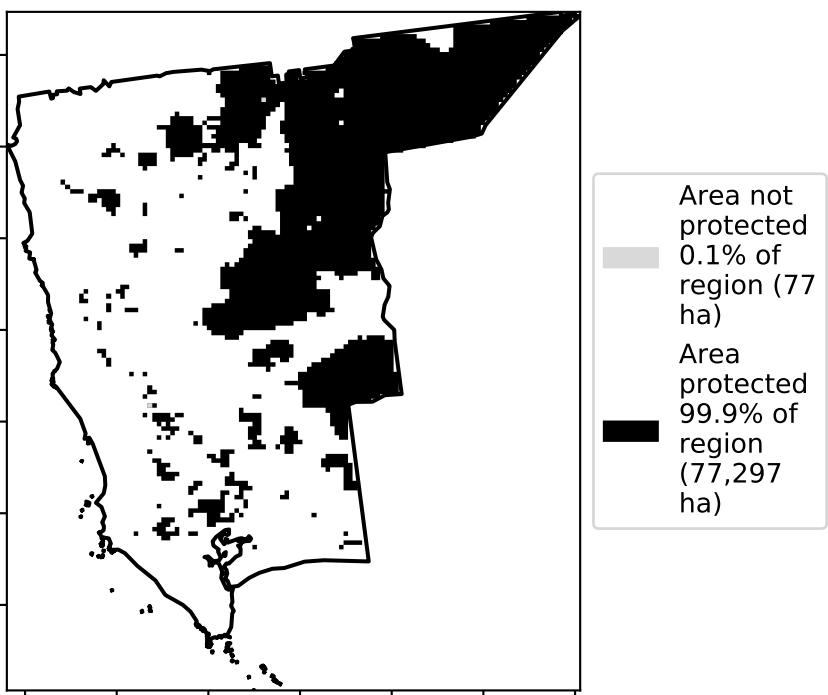 Area not
protected
0.1% of
region (77
ha)
Area
protected
99.9% of
region
(77,297
ha)